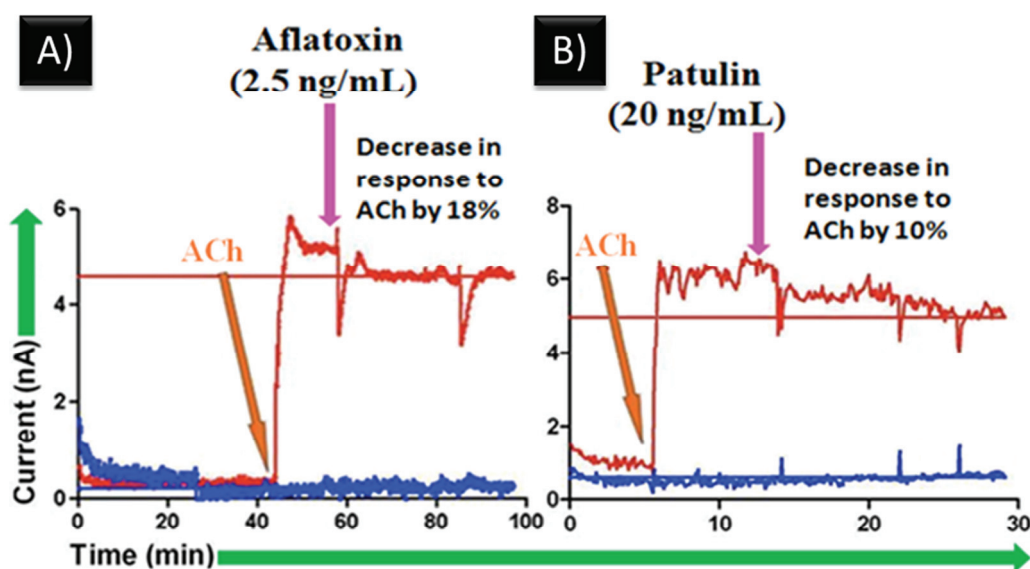 A)
Aflatoxin
(2.5 ng/mL)
Decrease in
response to
ACh by 18%
ACh
6
4
2
0
0
20
40
60
80
100
B)
Patulin
(20 ng/mL)
Decrease in
response to
ACh by 10%
ACh
8
6
4
2
0
0
10
20
30
Current (nA)
Time (min)